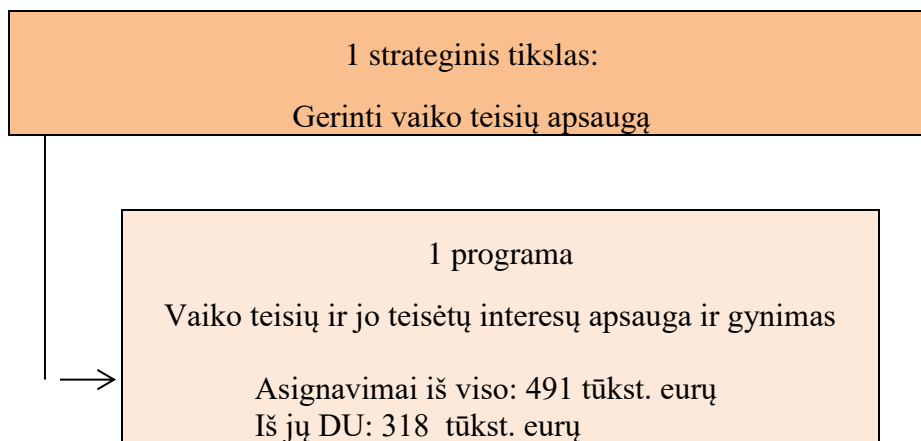 1 strateginis tikslas:
Gerinti vaiko teisių apsaugą
1 programa
Vaiko teisių ir jo teisėtų interesų apsauga ir gynimas
Asignavimai iš viso: 491 tūkst. eurų
Iš jų DU: 318 tūkst. eurų